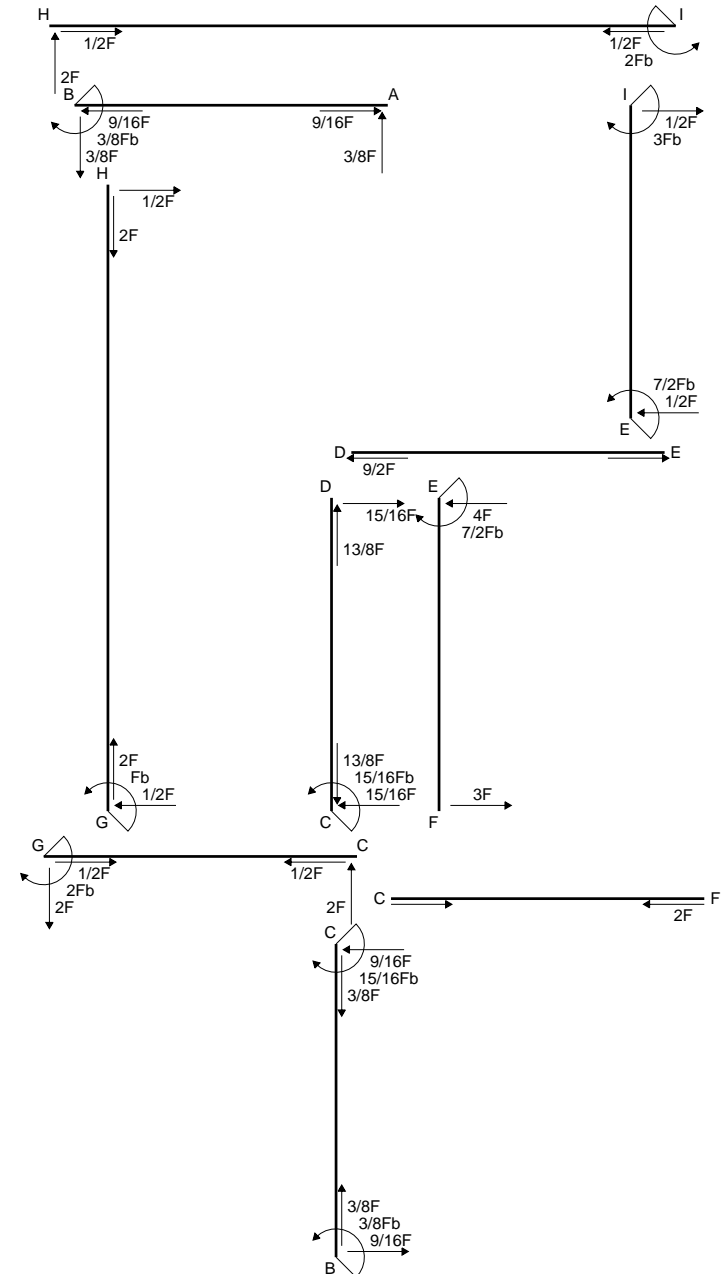 H I
1/2F 1/2F
2Fb
2F
B A
9/16F 9/16F
3/8Fb
3/8F 3/8F
I
1/2F
3Fb
H
1/2F
2F
7/2Fb
1/2F
E
D E
9/2F
D E
15/16F 4F
7/2Fb
13/8F
2F
Fb
1/2F
G
13/8F
15/16Fb
15/16F
C
3F
F
G C
1/2F 1/2F
2Fb
2F 2F
C F
2F
C
9/16F
15/16Fb
3/8F
3/8F
3/8Fb
9/16F
B